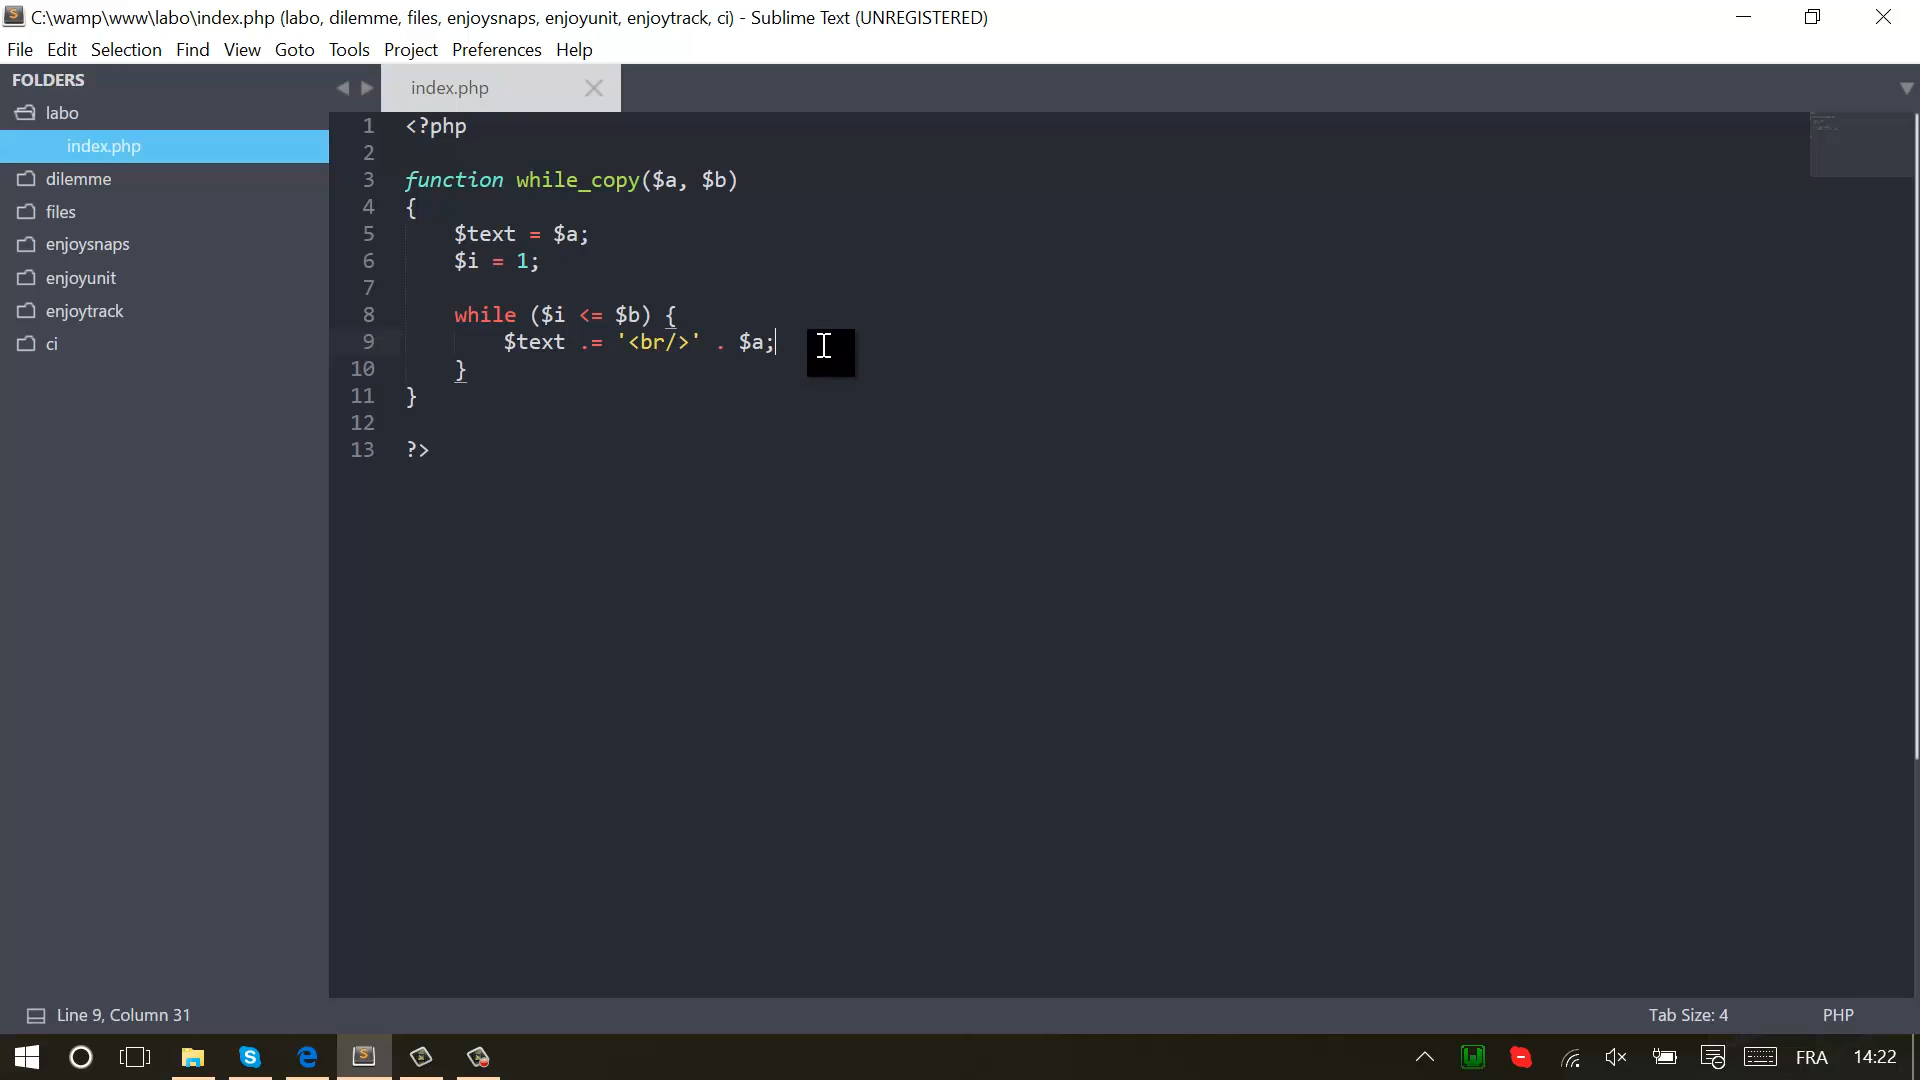 C:\wamp\www\labo\index.php (labo, dilemme, files, enjoysnaps, enjoyunit, enjoytrack, ci) - Sublime Text (UNREGISTERED)
File Edit Selection Find View Goto Tools Project Preferences Help
FOLDERS
labo
index.php
dilemme
files
enjoysnaps
enjoyunit
enjoytrack
ci
index.php
1 <?php
2
3 function while_copy($a, $b)
4 {
5     $text = $a;
6     $i = 1;
7
8     while ($i <= $b) {
9         $text .= '<br/>' . $a;
10     }
11 }
12
13 ?>
Line 9, Column 31
Tab Size: 4
PHP
FRA
14:22